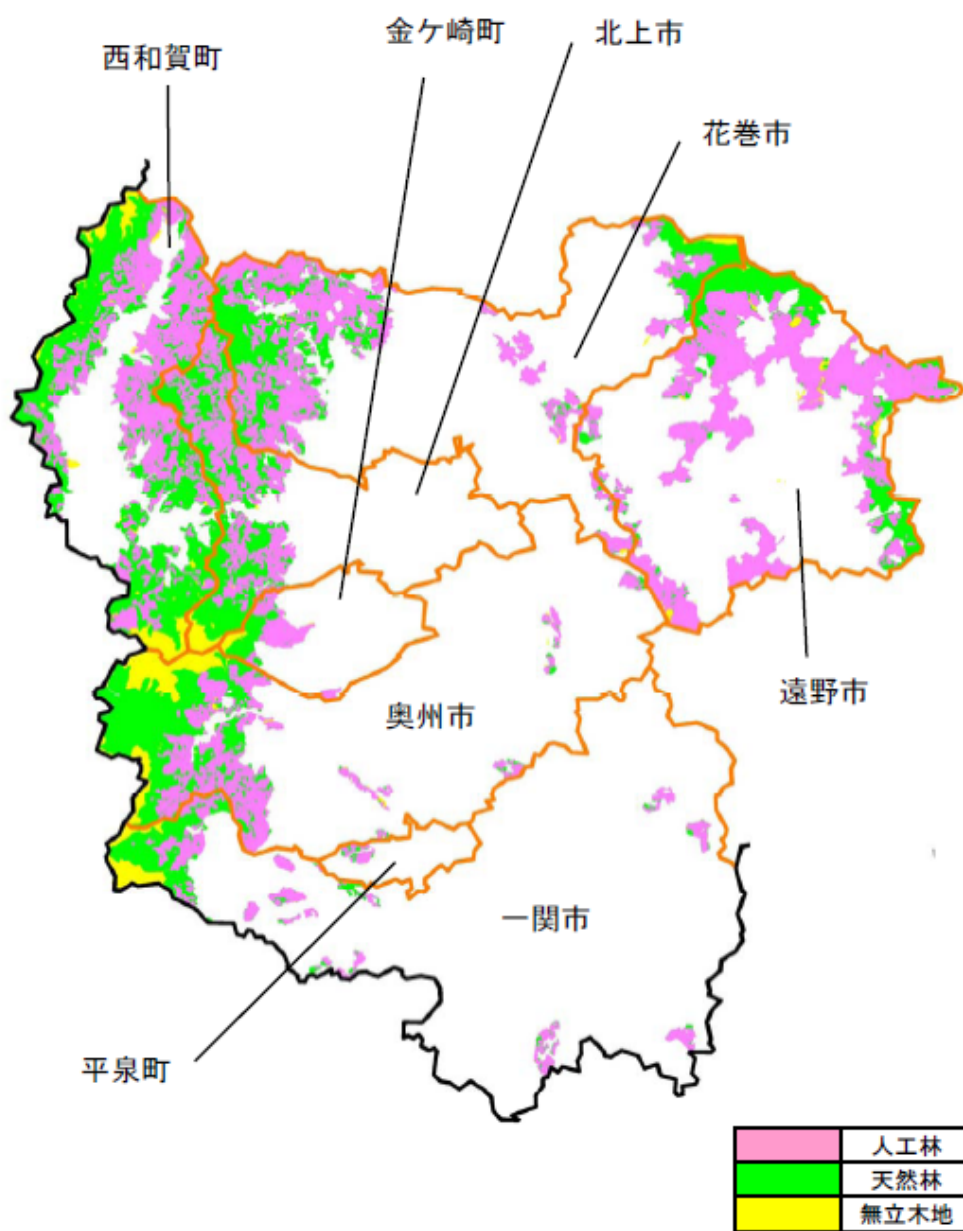 金ケ崎町
北上市
西和賀町
花巻市
遠野市
奥州市
一関市
平泉町
人工林
天然林
無立木地